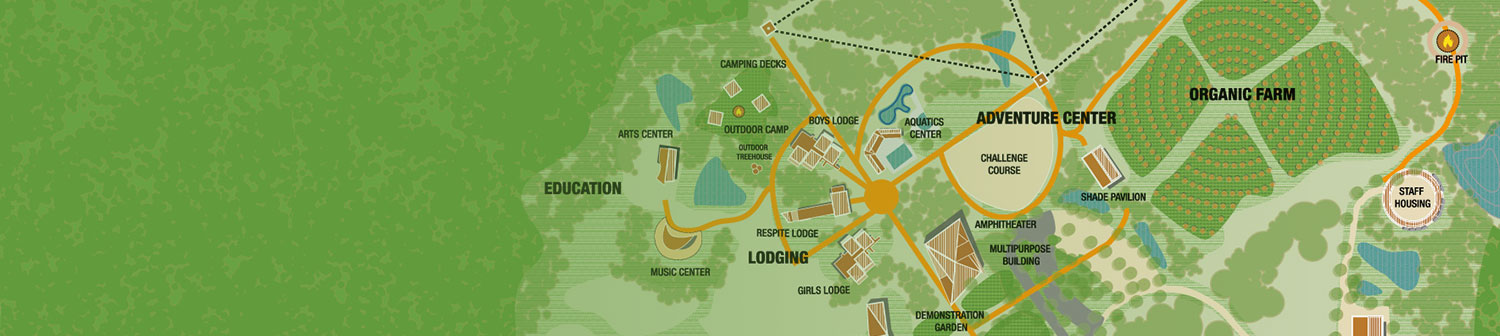 CAMPING DECKS
OUTDOOR CAMP
ARTS CENTER
OUTDOOR
TREEHOUSE
BOYS LODGE
AQUATICS
CENTER
ADVENTURE CENTER
CHALLENGE
COURSE
ORGANIC FARM
FIRE PIT
EDUCATION
SHADE PAVILION
STAFF
HOUSING
RESPITE LODGE
AMPHITHEATER
MULTIPURPOSE
BUILDING
LODGING
MUSIC CENTER
GIRLS LODGE
DEMONSTRATION
GARDEN